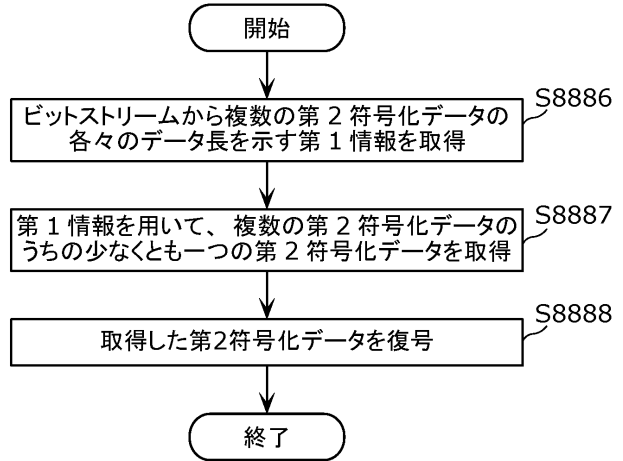 開始
S8886
ビットストリームから複数の第２符号化データの
各々のデータ長を示す第１情報を取得
S8887
第１情報を用いて、複数の第２符号化データの
うちの少なくとも一つの第２符号化データを取得
S8888
取得した第2符号化データを復号
終了